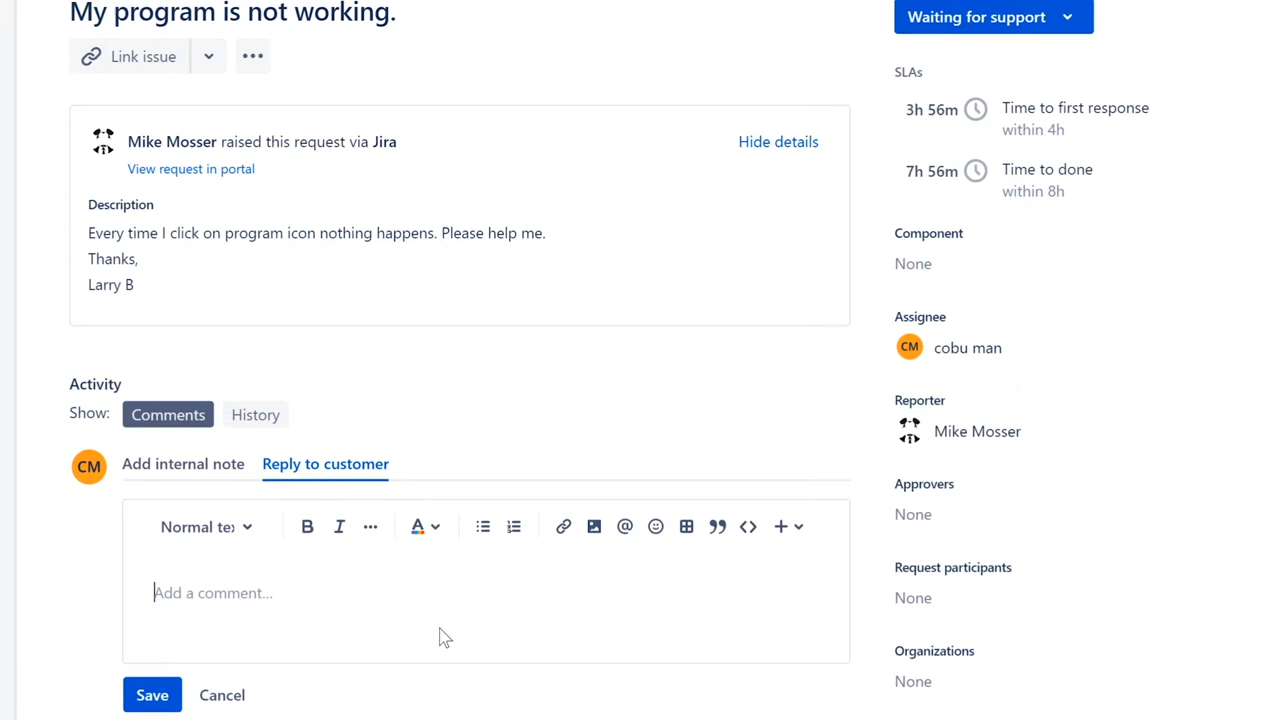 My program is not working.
Link issue
Mike Mosser raised this request via Jira
Hide details
View request in portal
Description
Every time I click on program icon nothing happens. Please help me.
Thanks,
Larry B
Activity
Show: Comments History
CM Add internal note Reply to customer
Normal te
B I A @
Add a comment...
Save Cancel
Waiting for support
SLAs
3h 56m Time to first response
within 4h
7h 56m Time to done
within 8h
Component
None
Assignee
CM cobu man
Reporter
Mike Mosser
Approvers
None
Request participants
None
Organizations
None